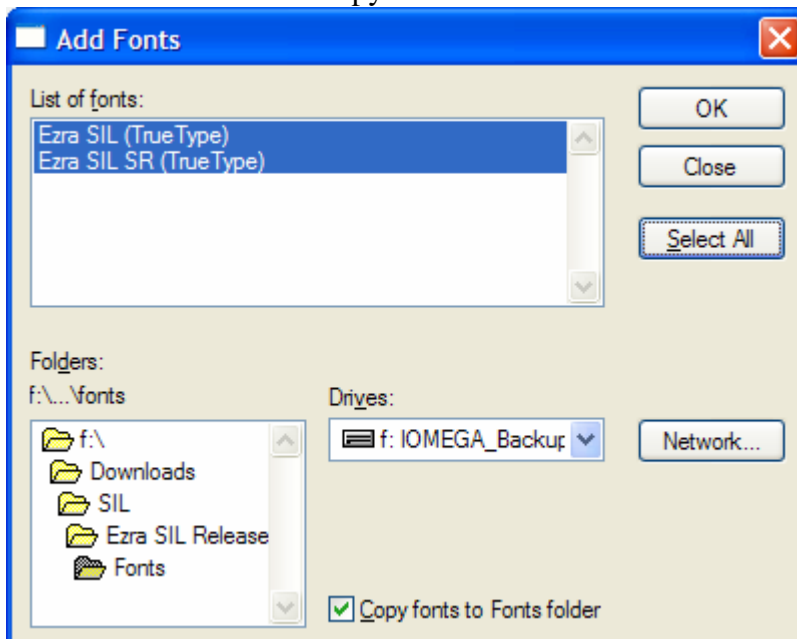 py
Add Fonts
List of fonts:
OK
Ezra SIL (TrueType)
Ezra SIL SR (TrueType)
Close
Select All
Folders:
f:\...\fonts
Drives:
f:\
f: IOMEGA_Backup
Network...
Downloads
SIL
Ezra SIL Release
Fonts
Copy fonts to Fonts folder